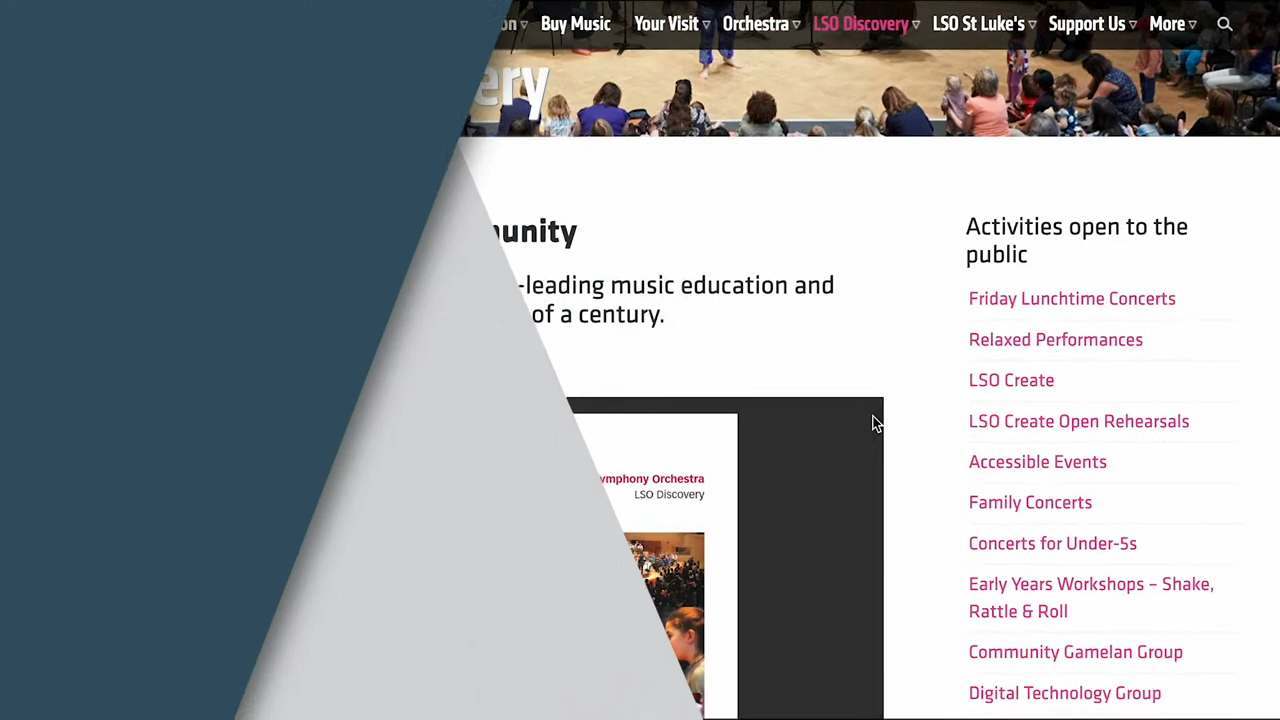 on Buy Music Your Visit Orchestra LSO Discovery LSO St Luke's Support Us More
ery
unity
-leading music education and
of a century.
ymphony Orchestra
LSO Discovery
Activities open to the
public
Friday Lunchtime Concerts
Relaxed Performances
LSO Create
LSO Create Open Rehearsals
Accessible Events
Family Concerts
Concerts for Under-5s
Early Years Workshops – Shake,
Rattle & Roll
Community Gamelan Group
Digital Technology Group